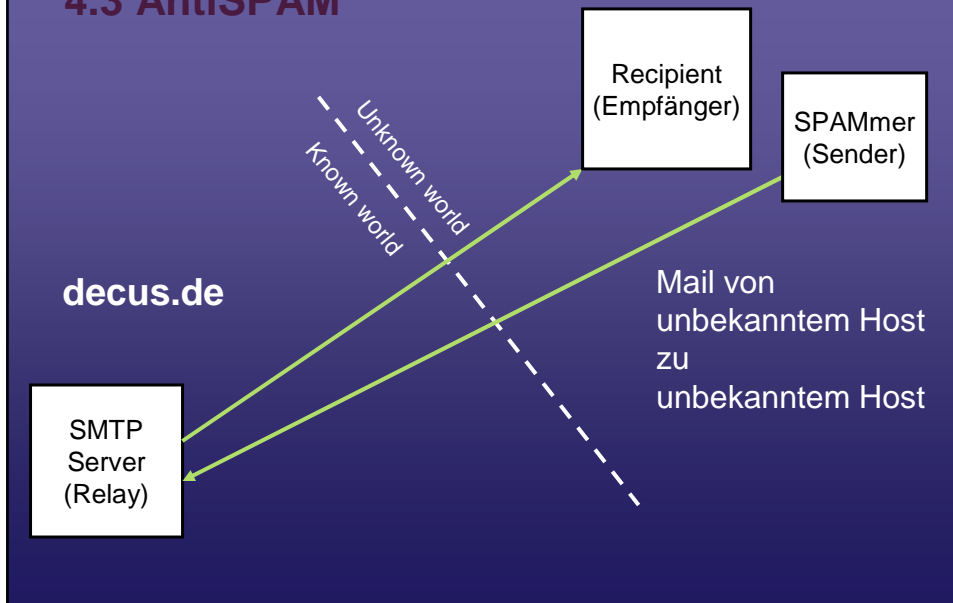 4.3 AntiSPAM
Recipient
(Empfänger)
SPAMmer
(Sender)
Unknown world
Known world
decus.de
Mail von
unbekanntem Host
zu
unbekanntem Host
SMTP
Server
(Relay)